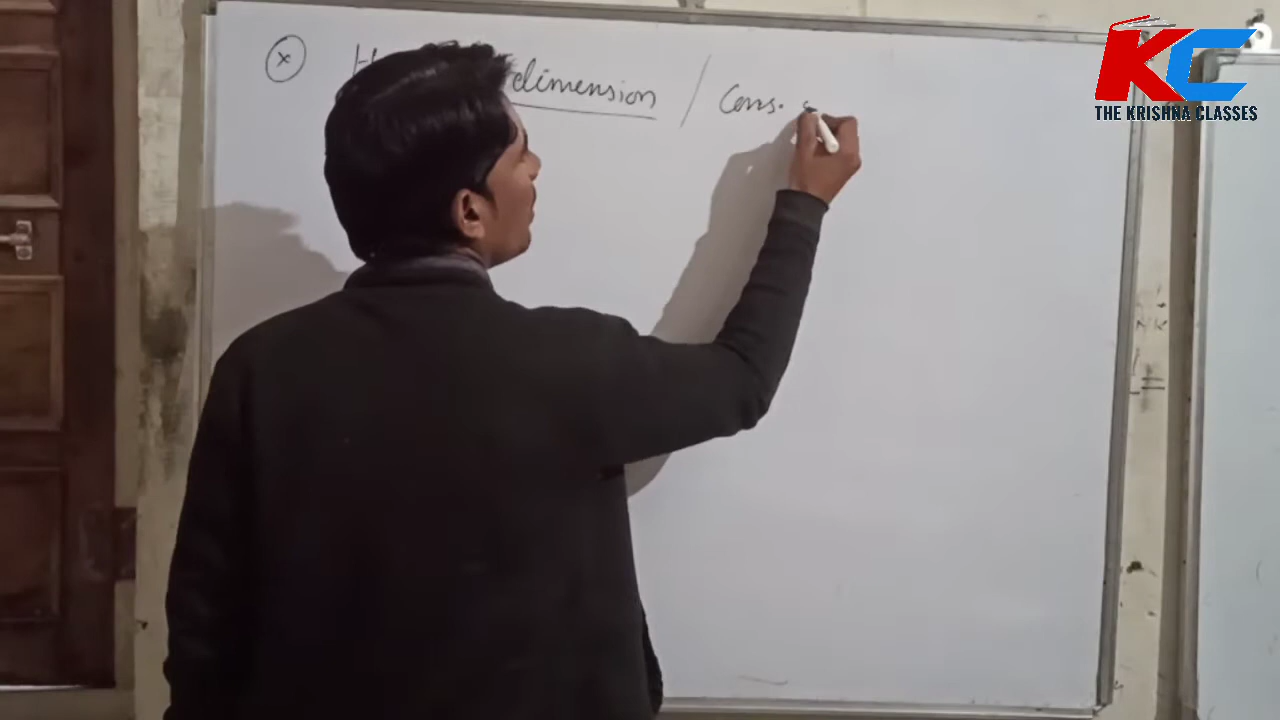 dimension / Cons.
KC
THE KRISHNA CLASSES